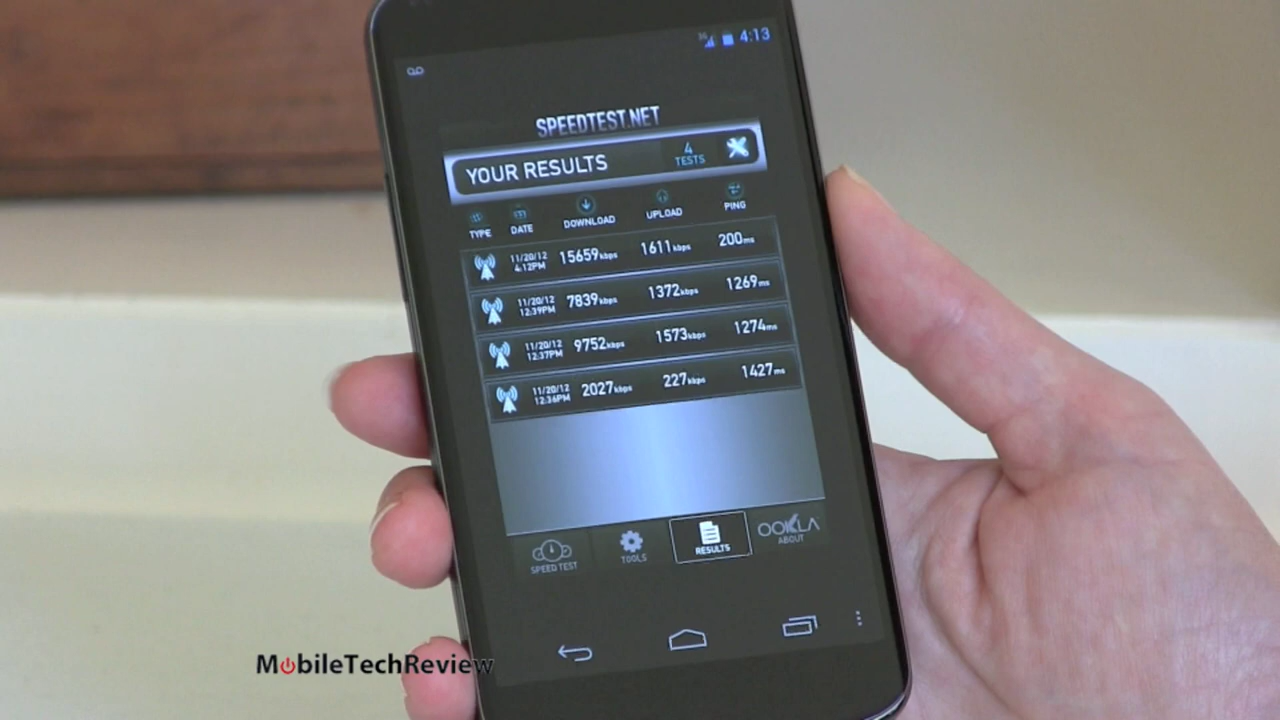 3G 4:13
SPEEDTEST.NET
YOUR RESULTS 4 TESTS
TYPE DATE DOWNLOAD UPLOAD PING
11/20/12 4:12PM 15659kbps 1611kbps 200ms
11/20/12 12:39PM 7839kbps 1372kbps 1269ms
11/20/12 12:37PM 9752kbps 1573kbps 1274ms
11/20/12 12:36PM 2027kbps 227kbps 1427ms
SPEED TEST TOOLS RESULTS OOKLA ABOUT
MobileTechReview